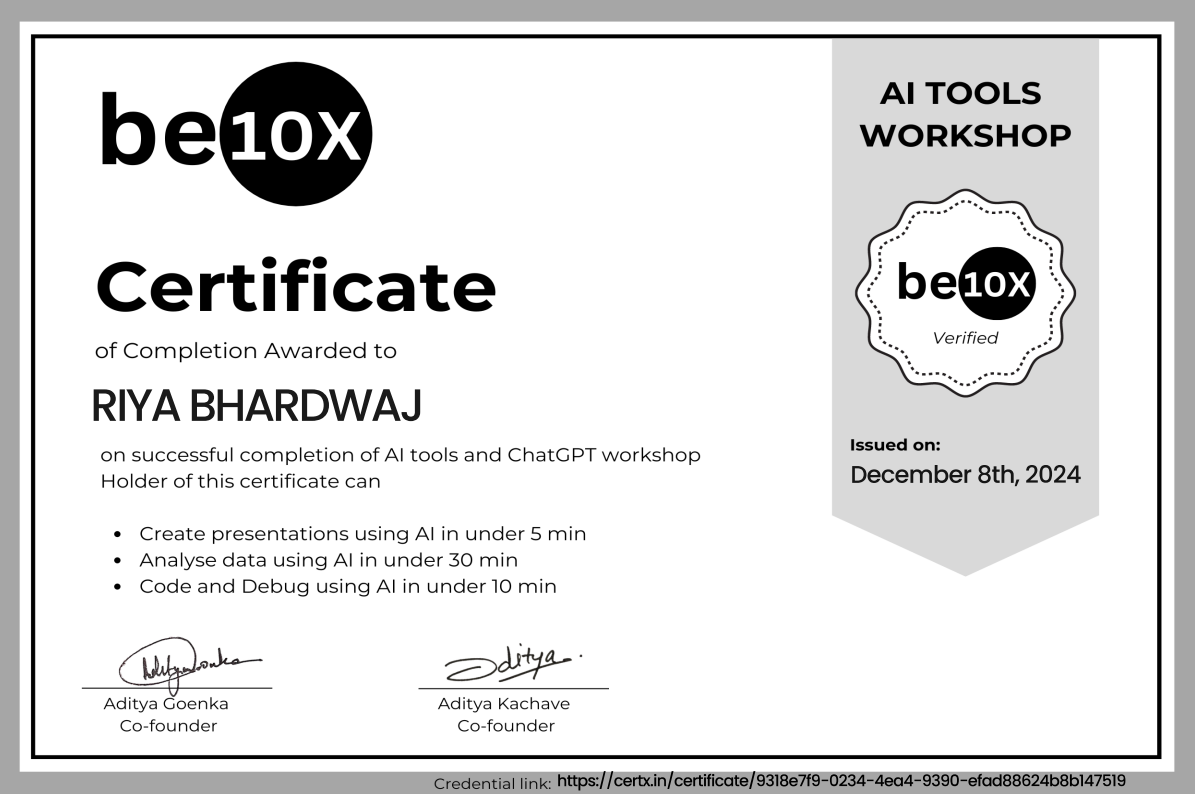 be10X
Certificate
of Completion Awarded to
RIYA BHARDWAJ
on successful completion of AI tools and ChatGPT workshop
Holder of this certificate can
• Create presentations using AI in under 5 min
• Analyse data using AI in under 30 min
• Code and Debug using AI in under 10 min
Aditya Goenka
Aditya Goenka
Co-founder
Aditya
Aditya Kachave
Co-founder
AI TOOLS
WORKSHOP
be10X
Verified
Issued on:
December 8th, 2024
Credential link: https://certx.in/certificate/9318e7f9-0234-4ea4-9390-efad88624b8b147519